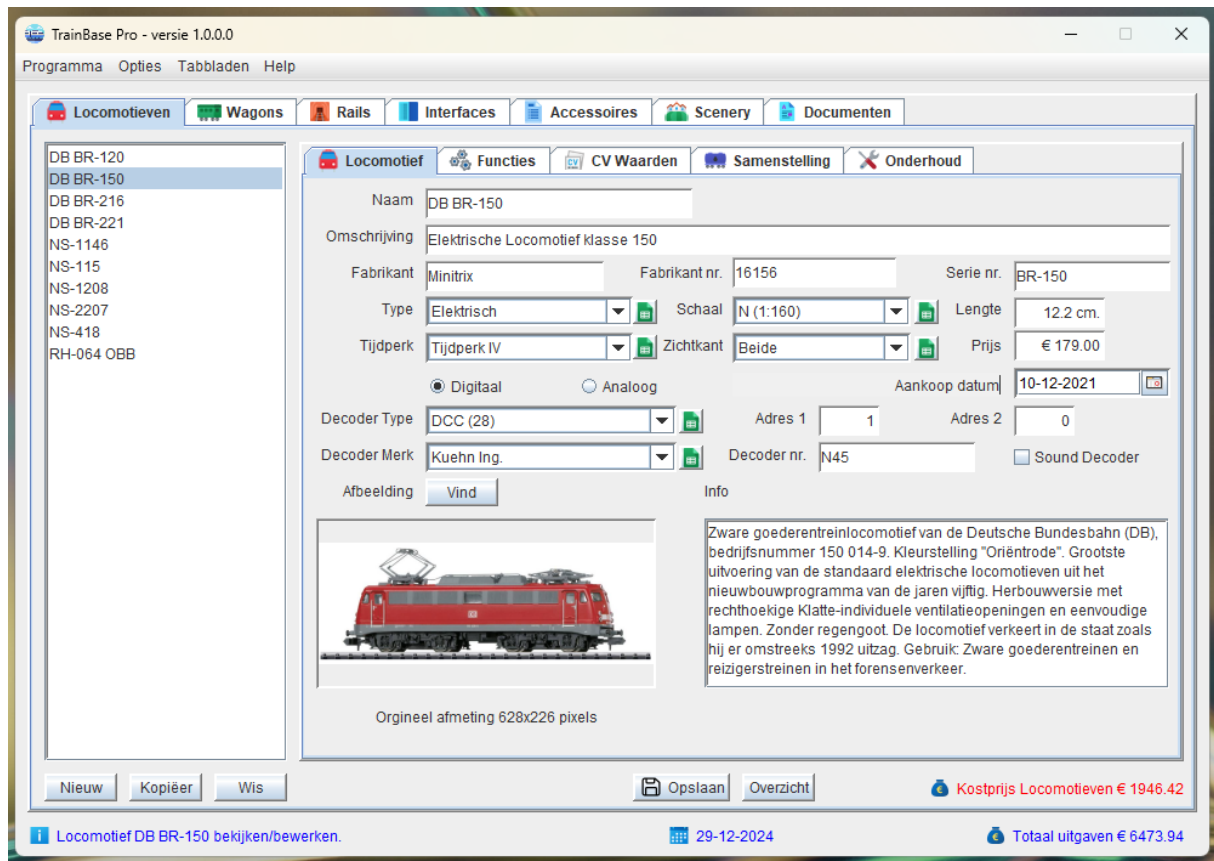 TrainBase Pro - versie 1.0.0.0
Programma Opties Tabbladen Help
Locomotieven Wagons Rails Interfaces Accessoires Scenery Documenten
DB BR-120
DB BR-150
DB BR-216
DB BR-221
NS-1146
NS-115
NS-1208
NS-2207
NS-418
RH-064 OBB
Locomotief Functies CV Waarden Samenstelling Onderhoud
Naam DB BR-150
Omschrijving Elektrische Locomotief klasse 150
Fabrikant Minitrix Fabrikant nr. 16156 Serie nr. BR-150
Type Elektrisch Schaal N (1:160) Lengte 12.2 cm.
Tijdperk Tijdperk IV Zichtkant Beide Prijs € 179.00
Digitaal Analoog Aankoop datum 10-12-2021
Decoder Type DCC (28) Adres 1 1 Adres 2 0
Decoder Merk Kuehn Ing. Decoder nr. N45 Sound Decoder
Afbeelding Vind Info
Zware goederentreinlocomotief van de Deutsche Bundesbahn (DB),
bedrijfsnummer 150 014-9. Kleurstelling "Oriëntrode". Grootste
uitvoering van de standaard elektrische locomotieven uit het
nieuwbouwprogramma van de jaren vijftig. Herbouwversie met
rechthoekige Klatte-individuele ventilatieopeningen en eenvoudige
lampen. Zonder regengoot. De locomotief verkeert in de staat zoals
hij er omstreeks 1992 uitzag. Gebruik: Zware goederentreinen en
reizigerstreinen in het forensenverkeer.
Orgineel afmeting 628x226 pixels
Nieuw Kopiëer Wis Opslaan Overzicht Kostprijs Locomotieven € 1946.42
Locomotief DB BR-150 bekijken/bewerken. 29-12-2024 Totaal uitgaven € 6473.94